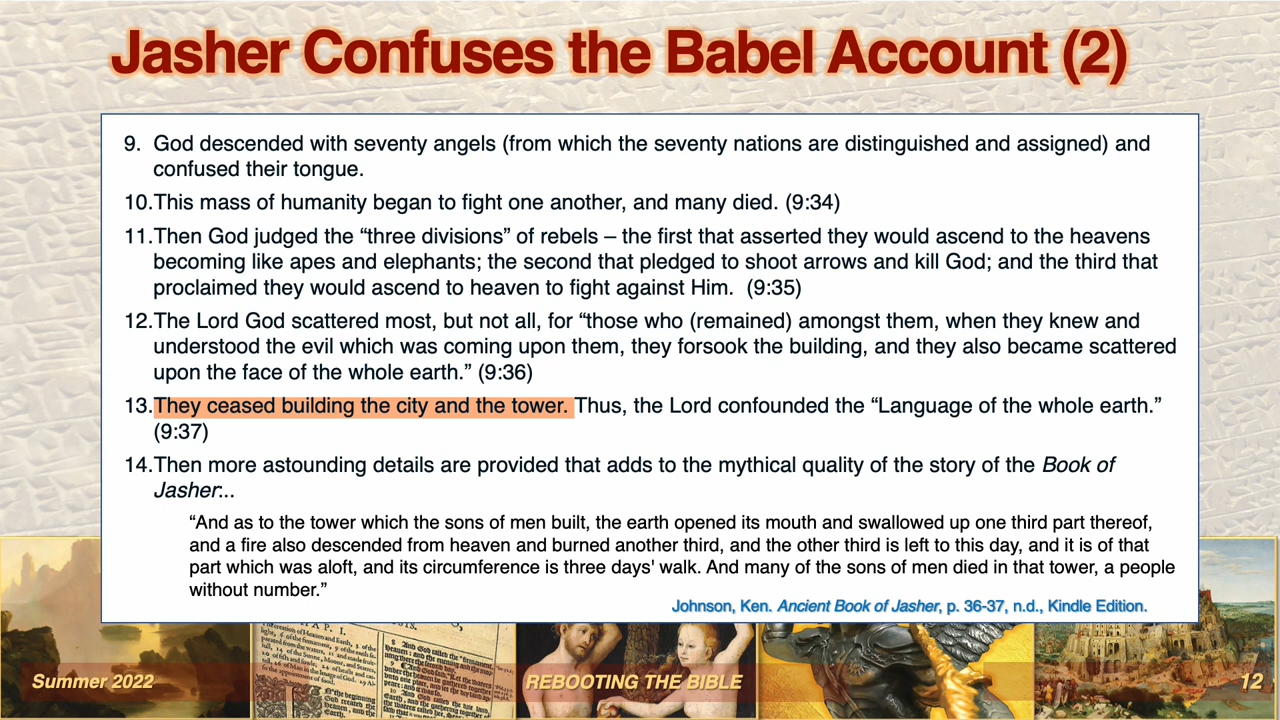 Jasher Confuses the Babel Account (2)
9. God descended with seventy angels (from which the seventy nations are distinguished and assigned) and
confused their tongue.
10.This mass of humanity began to fight one another, and many died. (9:34)
11.Then God judged the “three divisions” of rebels – the first that asserted they would ascend to the heavens
becoming like apes and elephants; the second that pledged to shoot arrows and kill God; and the third that
proclaimed they would ascend to heaven to fight against Him. (9:35)
12.The Lord God scattered most, but not all, for “those who (remained) amongst them, when they knew and
understood the evil which was coming upon them, they forsook the building, and they also became scattered
upon the face of the whole earth.” (9:36)
13.They ceased building the city and the tower. Thus, the Lord confounded the “Language of the whole earth.”
(9:37)
14.Then more astounding details are provided that adds to the mythical quality of the story of the Book of
Jasher...
“And as to the tower which the sons of men built, the earth opened its mouth and swallowed up one third part thereof,
and a fire also descended from heaven and burned another third, and the other third is left to this day, and it is of that
part which was aloft, and its circumference is three days' walk. And many of the sons of men died in that tower, a people
without number.”
Johnson, Ken. Ancient Book of Jasher, p. 36-37, n.d., Kindle Edition.
Summer 2022
REBOOTING THE BIBLE
12